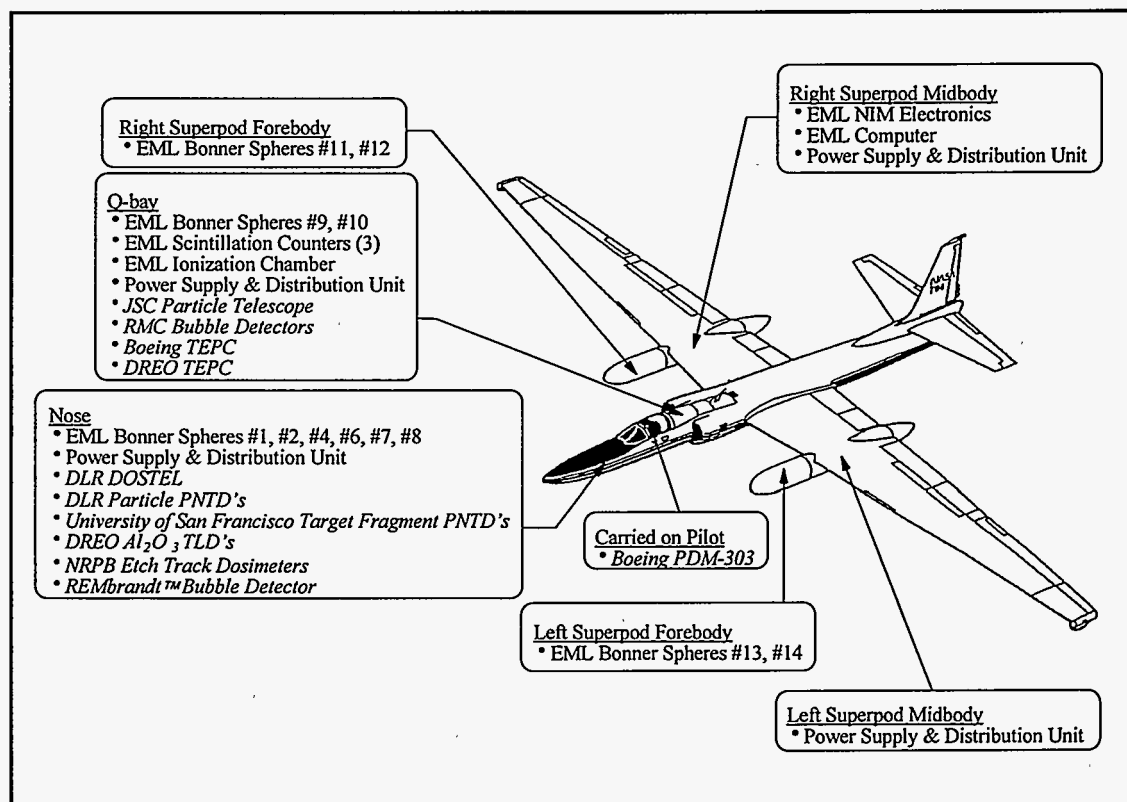 Right Superpod Forebody
• EML Bonner Spheres #11, #12
Right Superpod Midbody
• EML NIM Electronics
• EML Computer
• Power Supply & Distribution Unit
Q-bay
• EML Bonner Spheres #9, #10
• EML Scintillation Counters (3)
• EML Ionization Chamber
• Power Supply & Distribution Unit
• JSC Particle Telescope
• RMC Bubble Detectors
• Boeing TEPC
• DREO TEPC
NASA
Nose
• EML Bonner Spheres #1, #2, #4, #6, #7, #8
• Power Supply & Distribution Unit
• DLR DOSTEL
• DLR Particle PNTD's
• University of San Francisco Target Fragment PNTD's
• DREO Al₂O₃ TLD's
• NRPB Etch Track Dosimeters
• REMbrandt™ Bubble Detector
Carried on Pilot
• Boeing PDM-303
Left Superpod Forebody
• EML Bonner Spheres #13, #14
Left Superpod Midbody
• Power Supply & Distribution Unit